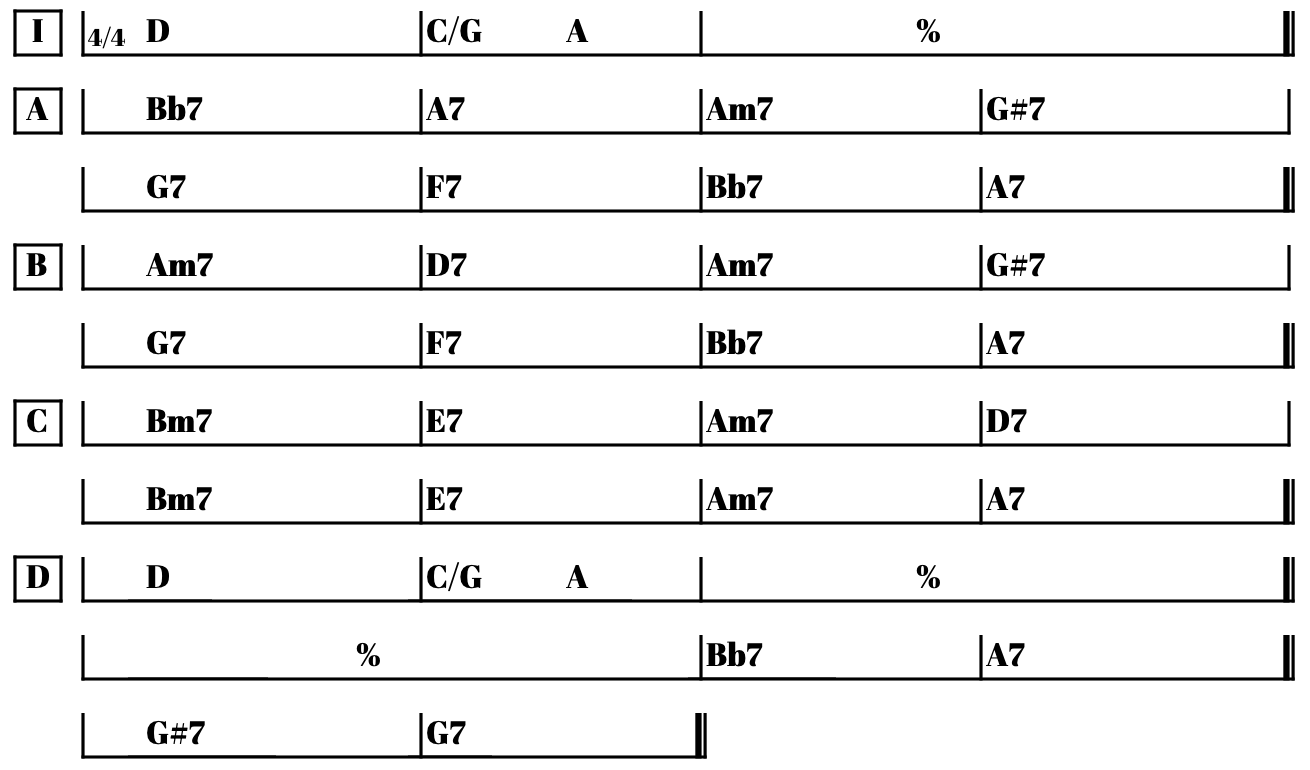 I 4/4 D C/G A %
A Bb7 A7 Am7 G#7
G7 F7 Bb7 A7
B Am7 D7 Am7 G#7
G7 F7 Bb7 A7
C Bm7 E7 Am7 D7
Bm7 E7 Am7 A7
D D C/G A %
% Bb7 A7
G#7 G7